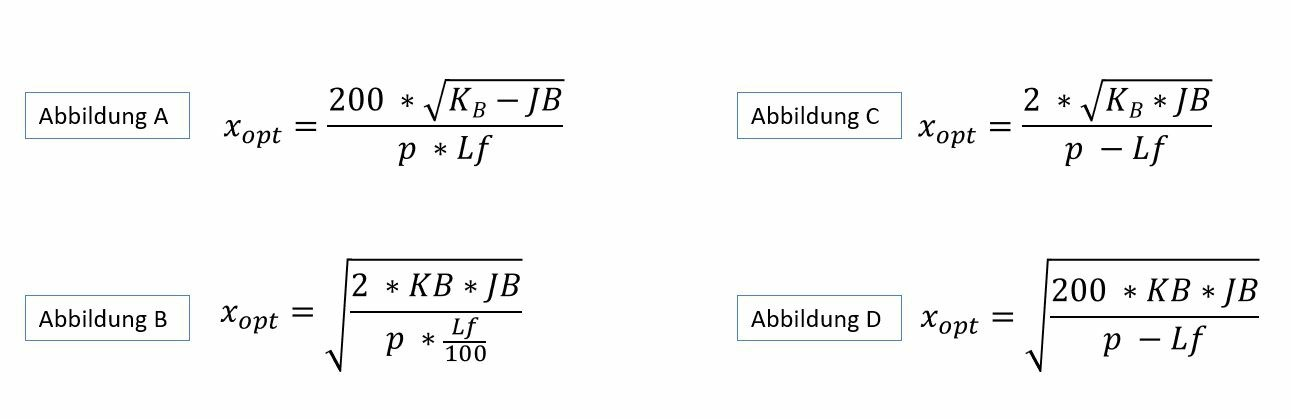 Abbildung A x_opt = (200 * √(K_B − JB)) / (p * Lf)
Abbildung C x_opt = (2 * √(K_B * JB)) / (p − Lf)
Abbildung B x_opt = √((2 * KB * JB) / (p * Lf/100))
Abbildung D x_opt = √((200 * KB * JB) / (p − Lf))